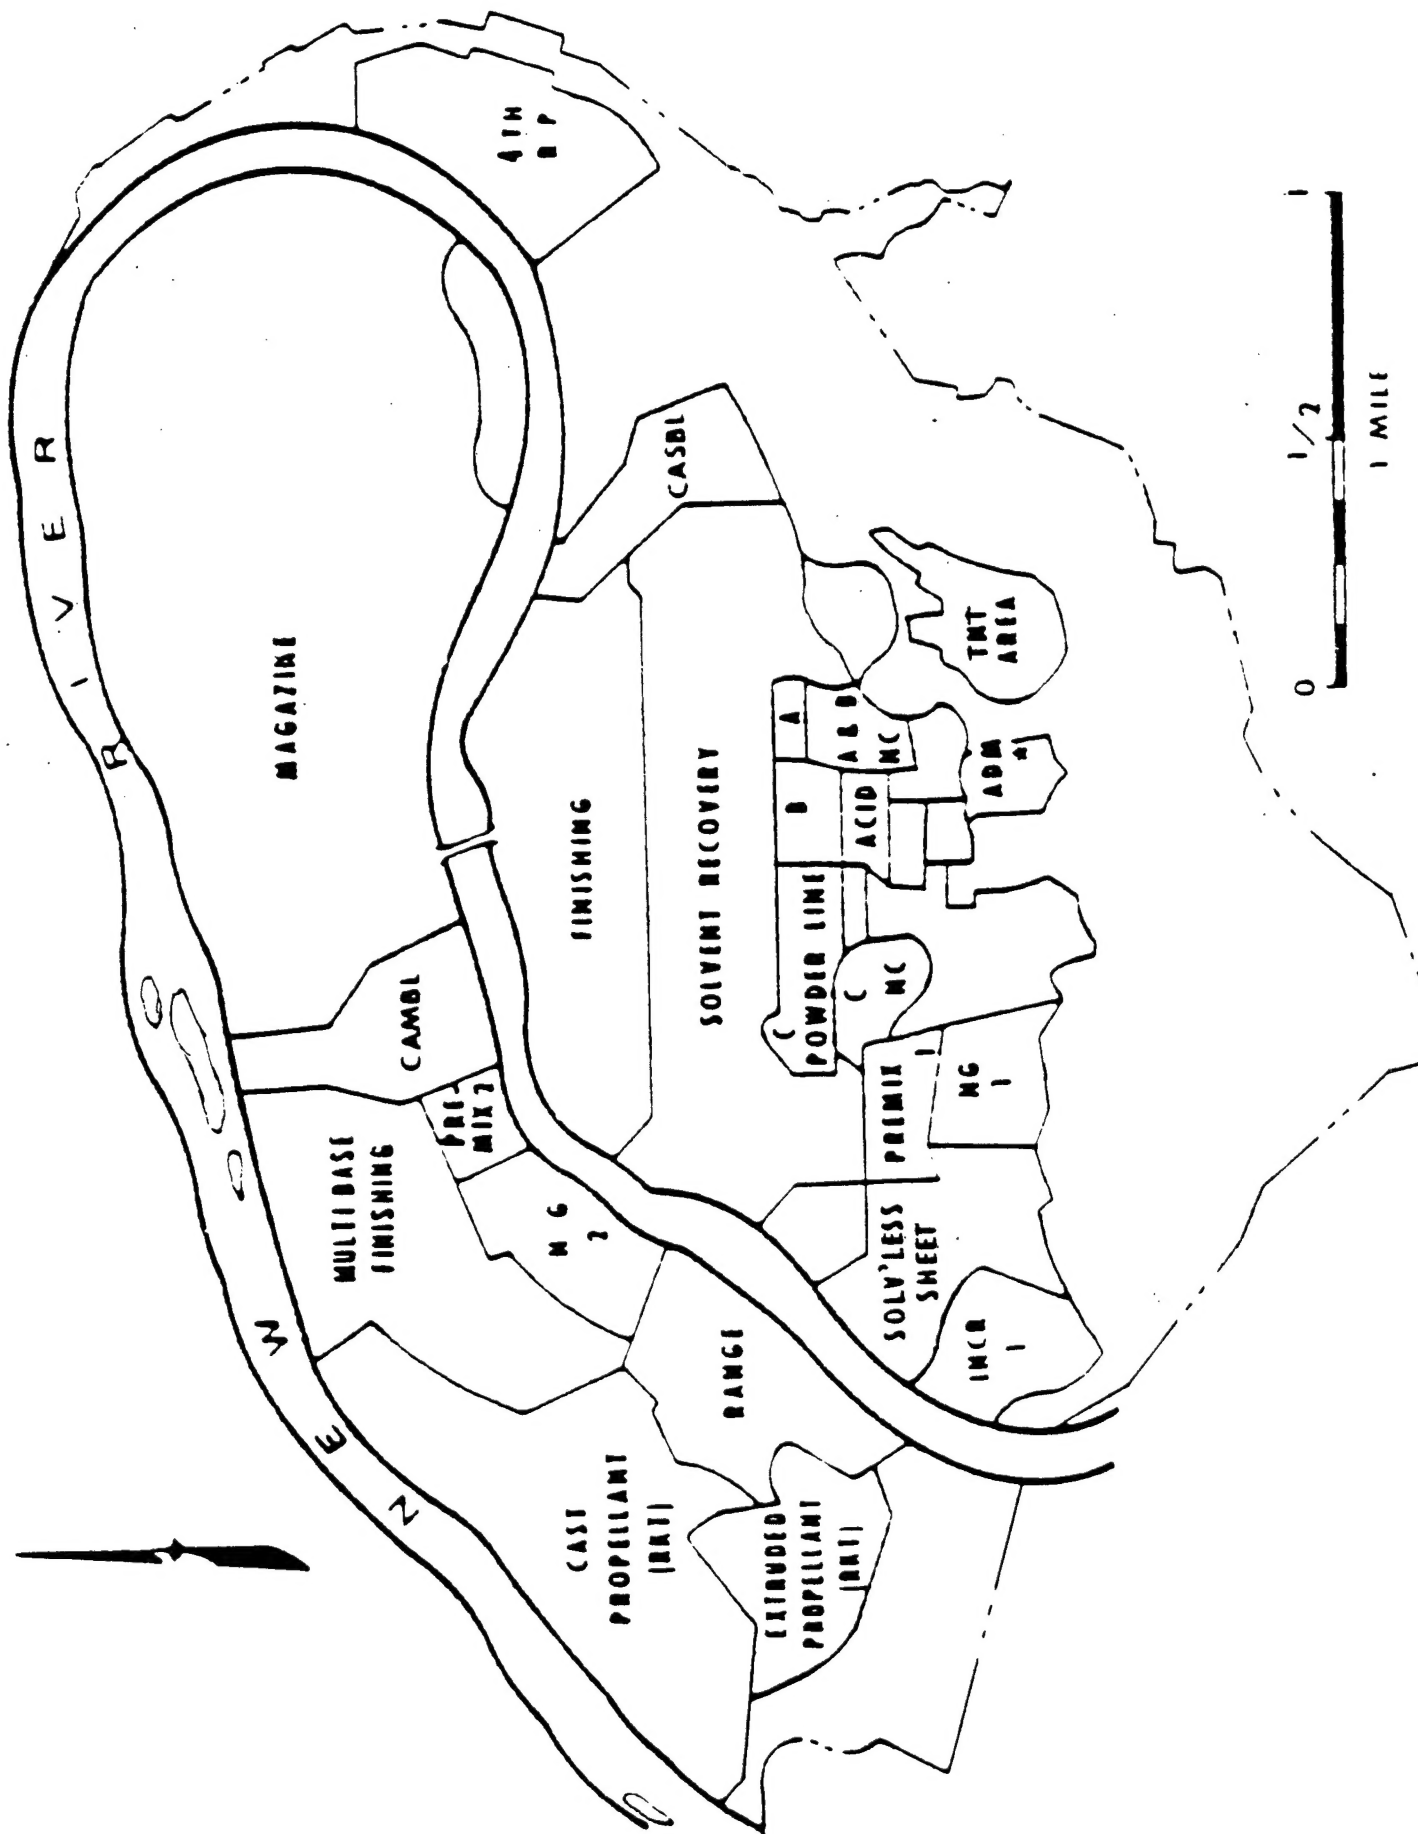 NEW RIVER
4TH
R P
MAGAZINE
CASBL
CAMBL
FINISHING
SOLVENT RECOVERY
TNT
AREA
A
A & B
NC
B
ACID
ADM
*
C
POWDER LINE
C
NC
PRE-
MIX 2
MULTI BASE
FINISHING
N G
2
PREMIX 1
NG
1
SOLV'LESS
SHEET
INCR
1
RANGE
CAST
PROPELLANT
(RKT)
EXTRUDED
PROPELLANT
(RKT)
0 1/2 1
1 MILE